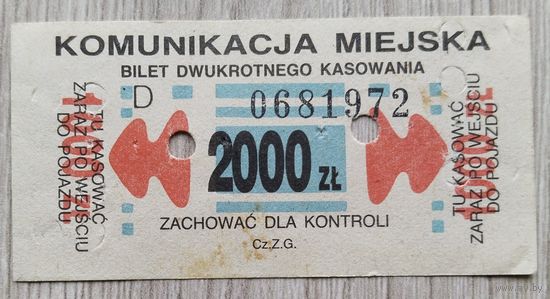 KOMUNIKACJA MIEJSKA
BILET DWUKROTNEGO KASOWANIA
D 0681972
TU KASOWAĆ
ZARAZ PO WEJŚCIU
DO POJAZDU
2000 zł
TU KASOWAĆ
ZARAZ PO WEJŚCIU
DO POJAZDU
ZACHOWAĆ DLA KONTROLI
Cz.Z.G.